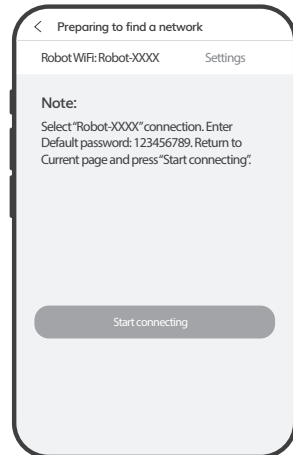 < Preparing to find a network
Robot WiFi: Robot-XXXX Settings
Note:
Select “Robot-XXXX” connection. Enter
Default password: 123456789. Return to
Current page and press “Start connecting”.
Start connecting